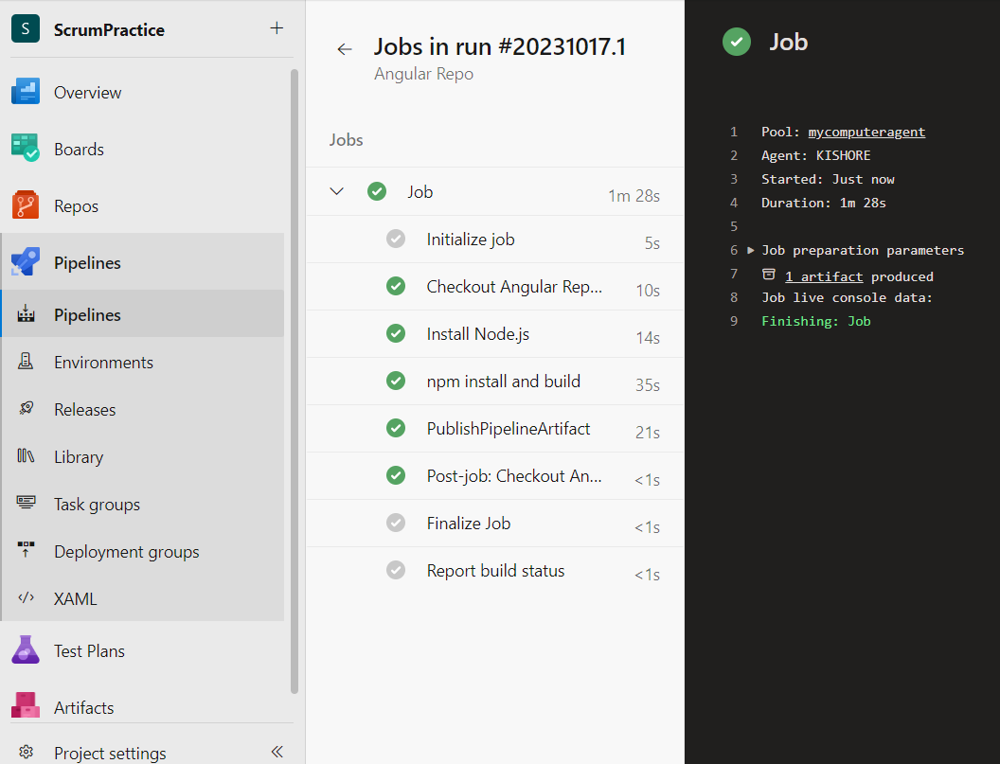 S ScrumPractice +
Overview
Boards
Repos
Pipelines
Pipelines
Environments
Releases
Library
Task groups
Deployment groups
XAML
Test Plans
Artifacts
Project settings
Jobs in run #20231017.1
Angular Repo
Jobs
Job 1m 28s
Initialize job 5s
Checkout Angular Rep... 10s
Install Node.js 14s
npm install and build 35s
PublishPipelineArtifact 21s
Post-job: Checkout An... <1s
Finalize Job <1s
Report build status <1s
Job
1 Pool: mycomputeragent
2 Agent: KISHORE
3 Started: Just now
4 Duration: 1m 28s
5
6 Job preparation parameters
7 1 artifact produced
8 Job live console data:
9 Finishing: Job